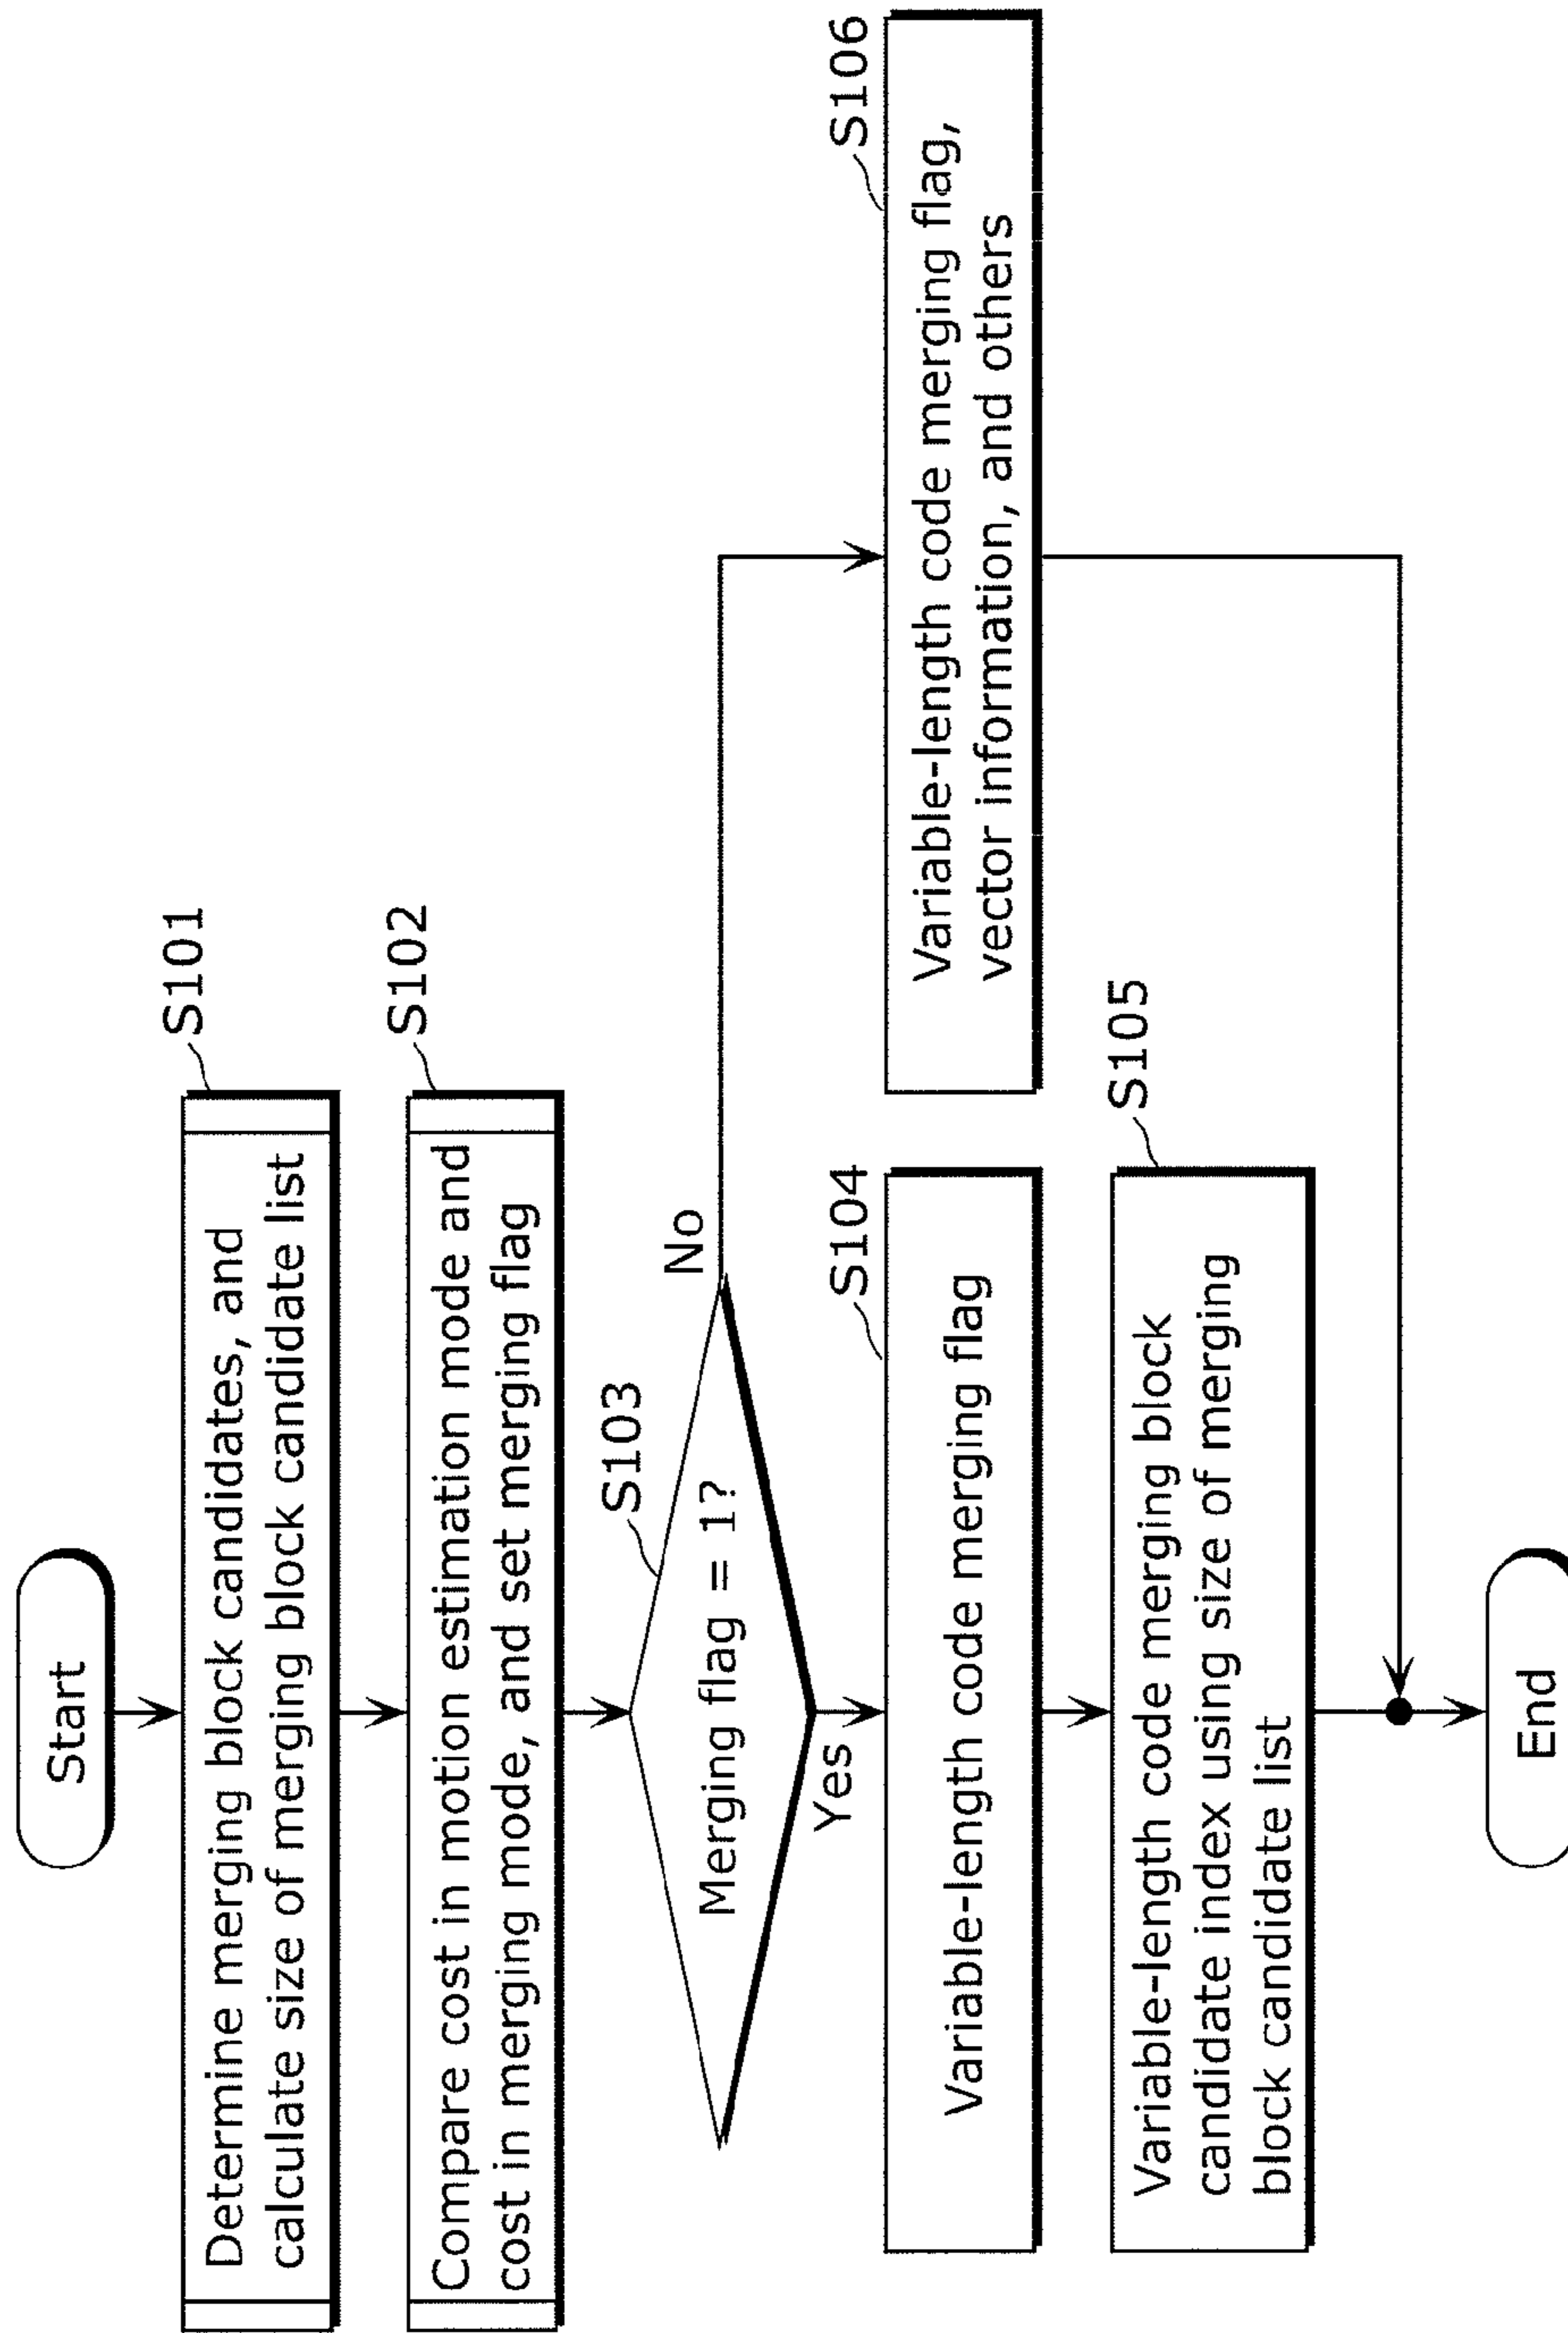 Start
S101
Determine merging block candidates, and
calculate size of merging block candidate list
S102
Compare cost in motion estimation mode and
cost in merging mode, and set merging flag
S103
Merging flag = 1?
No
Yes
S104
Variable-length code merging flag
S106
Variable-length code merging flag,
vector information, and others
S105
Variable-length code merging block
candidate index using size of merging
block candidate list
End